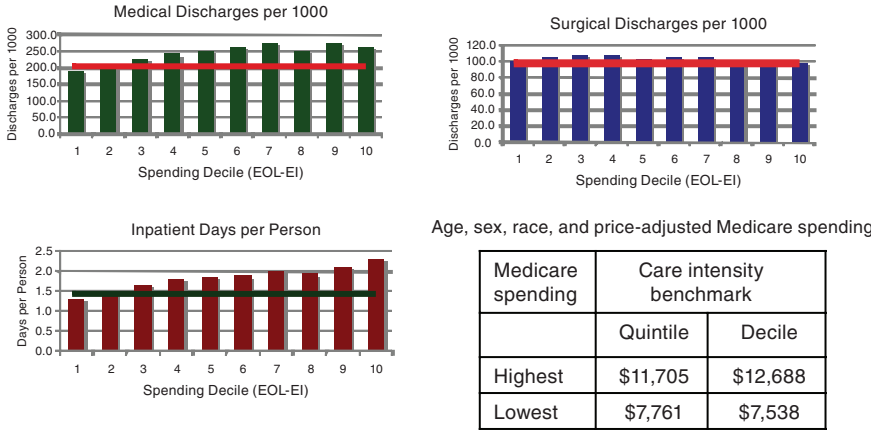 Medical Discharges per 1000
Discharges per 1000
300.0
250.0
200.0
150.0
100.0
50.0
0.0
1 2 3 4 5 6 7 8 9 10
Spending Decile (EOL-EI)
Surgical Discharges per 1000
Discharges per 1000
120.0
100.0
80.0
60.0
40.0
20.0
0.0
1 2 3 4 5 6 7 8 9 10
Spending Decile (EOL-EI)
Inpatient Days per Person
Days per Person
2.5
2.0
1.5
1.0
0.5
0.0
1 2 3 4 5 6 7 8 9 10
Spending Decile (EOL-EI)
Age, sex, race, and price-adjusted Medicare spending
Medicare spending
Care intensity benchmark
Quintile Decile
Highest $11,705 $12,688
Lowest $7,761 $7,538